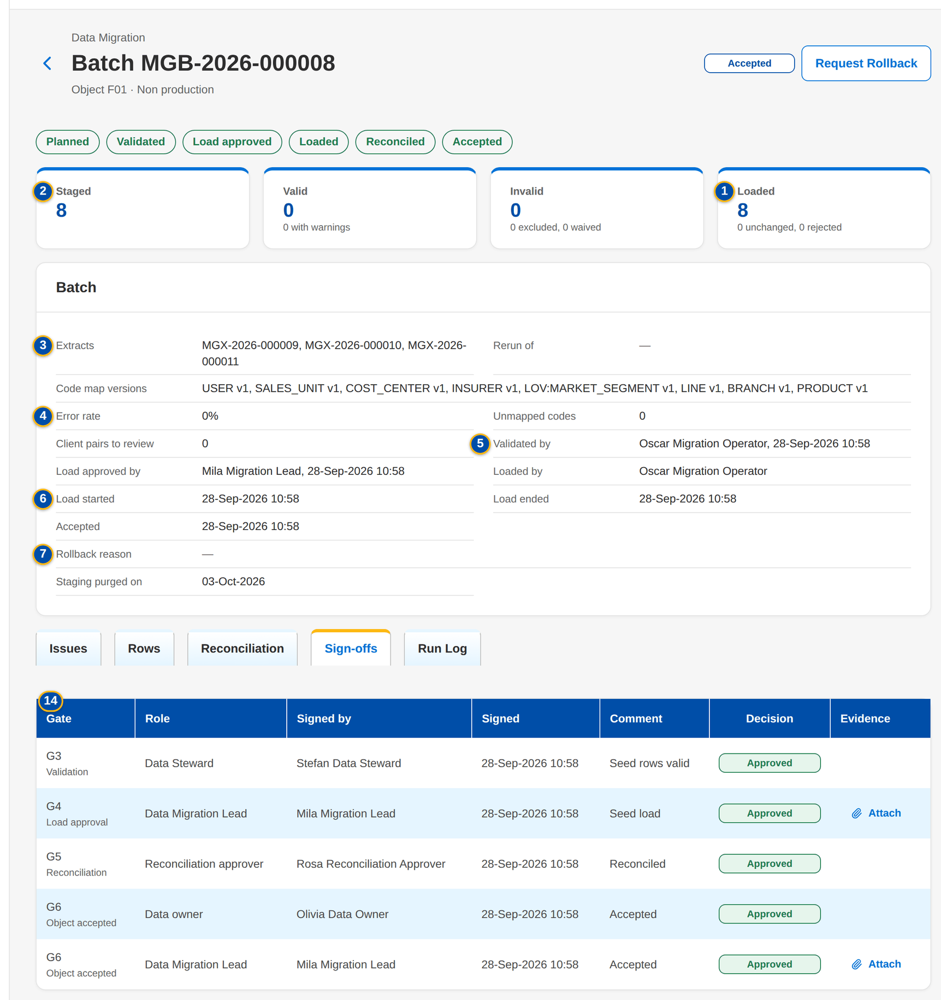 Data Migration
Batch MGB-2026-000008
Accepted
Request Rollback
Object F01 · Non production
Planned
Validated
Load approved
Loaded
Reconciled
Accepted
2
Staged
8
Valid
0
0 with warnings
Invalid
0
0 excluded, 0 waived
1
Loaded
8
0 unchanged, 0 rejected
Batch
3
Extracts
MGX-2026-000009, MGX-2026-000010, MGX-2026-
000011
Rerun of
—
Code map versions
USER v1, SALES_UNIT v1, COST_CENTER v1, INSURER v1, LOV:MARKET_SEGMENT v1, LINE v1, BRANCH v1, PRODUCT v1
4
Error rate
0%
Unmapped codes
0
Client pairs to review
0
5
Validated by
Oscar Migration Operator, 28-Sep-2026 10:58
Load approved by
Mila Migration Lead, 28-Sep-2026 10:58
Loaded by
Oscar Migration Operator
6
Load started
28-Sep-2026 10:58
Load ended
28-Sep-2026 10:58
Accepted
28-Sep-2026 10:58
7
Rollback reason
—
Staging purged on
03-Oct-2026
Issues
Rows
Reconciliation
Sign-offs
Run Log
14
Gate
Role
Signed by
Signed
Comment
Decision
Evidence
G3
Validation
Data Steward
Stefan Data Steward
28-Sep-2026 10:58
Seed rows valid
Approved
G4
Load approval
Data Migration Lead
Mila Migration Lead
28-Sep-2026 10:58
Seed load
Approved
Attach
G5
Reconciliation
Reconciliation approver
Rosa Reconciliation Approver
28-Sep-2026 10:58
Reconciled
Approved
G6
Object accepted
Data owner
Olivia Data Owner
28-Sep-2026 10:58
Accepted
Approved
G6
Object accepted
Data Migration Lead
Mila Migration Lead
28-Sep-2026 10:58
Accepted
Approved
Attach